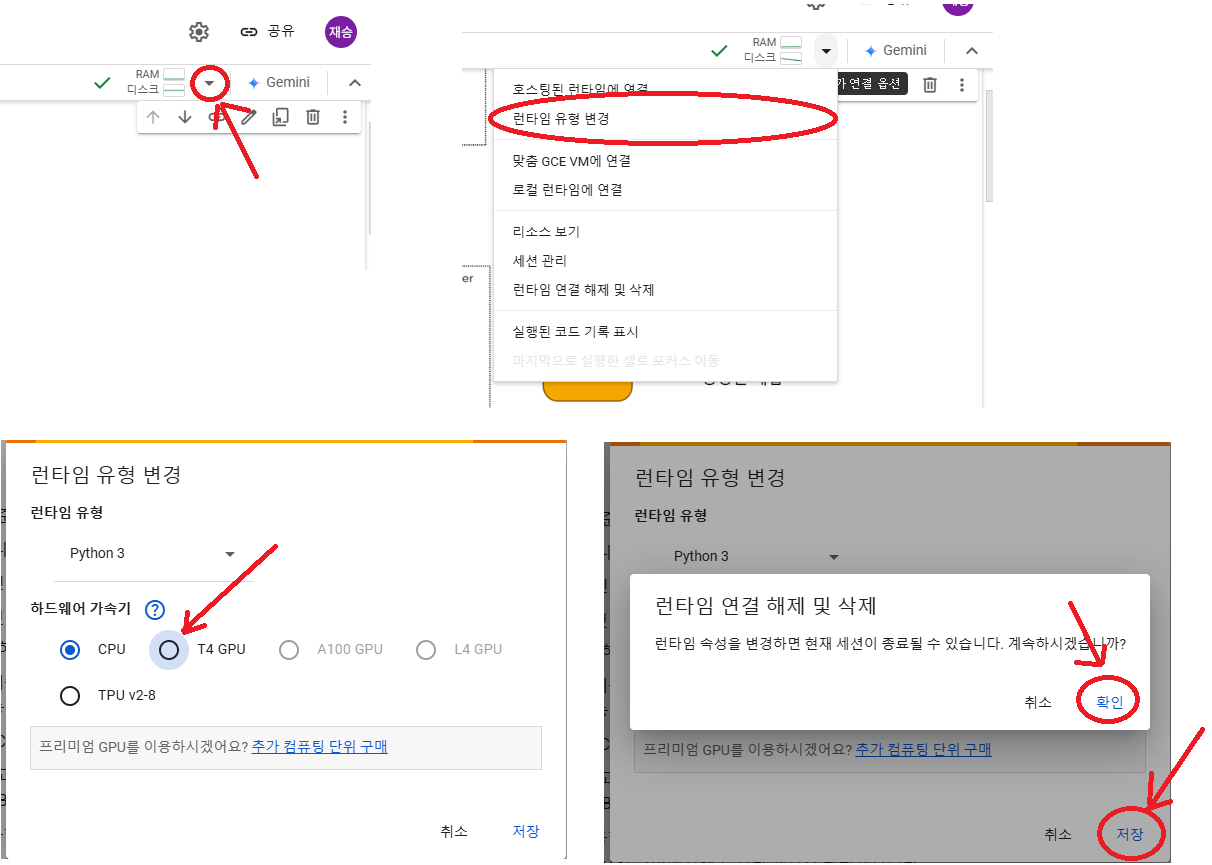 공유
재승
RAM
디스크
Gemini
재승
RAM
디스크
Gemini
호스팅된 런타임에 연결
연결 옵션
런타임 유형 변경
맞춤 GCE VM에 연결
로컬 런타임에 연결
리소스 보기
세션 관리
er
런타임 연결 해제 및 삭제
실행된 코드 기록 표시
마지막으로 실행한 셀로 포커스 이동
런타임 유형 변경
런타임 유형
Python 3
하드웨어 가속기 ?
CPU T4 GPU A100 GPU L4 GPU
TPU v2-8
프리미엄 GPU를 이용하시겠어요? 추가 컴퓨팅 단위 구매
취소 저장
런타임 유형 변경
런타임 유형
Python 3
런타임 연결 해제 및 삭제
런타임 속성을 변경하면 현재 세션이 종료될 수 있습니다. 계속하시겠습니까?
취소 확인
프리미엄 GPU를 이용하시겠어요? 추가 컴퓨팅 단위 구매
취소 저장